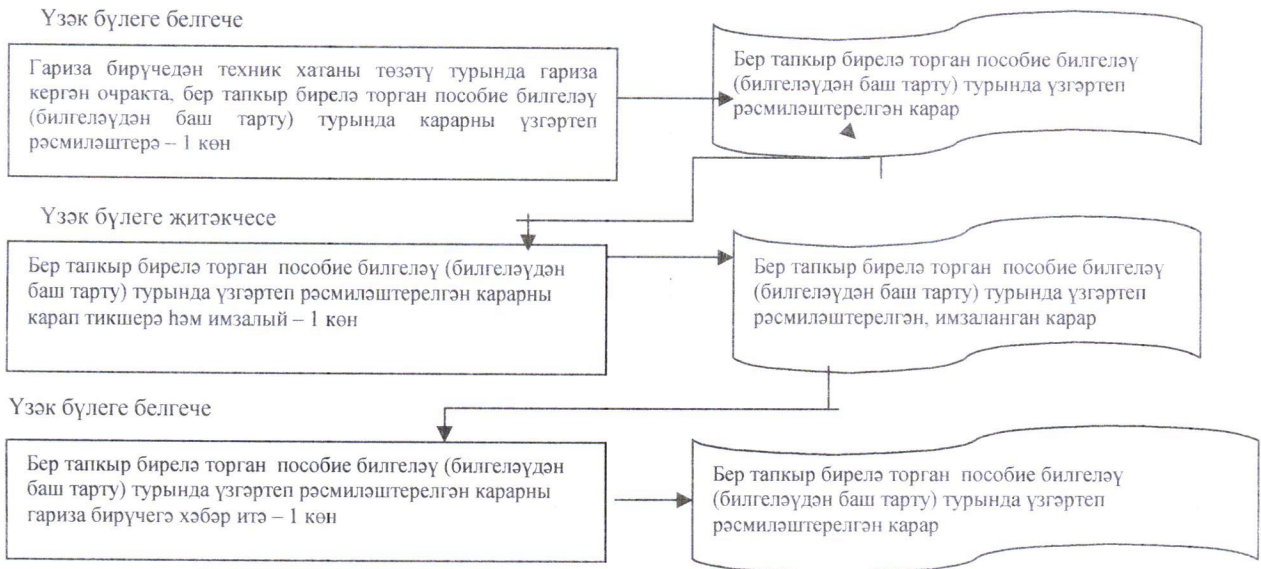 Үзәк бүлеге белгече
Гариза бирүчедән техник хатаны төзәтү турында гариза
кергән очракта, бер тапкыр бирелә торган пособие билгеләү
(билгеләүдән баш тарту) турында карарны үзгәртеп
рәсмиләштерә – 1 көн
Бер тапкыр бирелә торган пособие билгеләү
(билгеләүдән баш тарту) турында үзгәртеп
рәсмиләштерелгән карар
Үзәк бүлеге җитәкчесе
Бер тапкыр бирелә торган пособие билгеләү (билгеләүдән
баш тарту) турында үзгәртеп рәсмиләштерелгән карарны
карап тикшерә һәм имзалый – 1 көн
Бер тапкыр бирелә торган пособие билгеләү
(билгеләүдән баш тарту) турында үзгәртеп
рәсмиләштерелгән, имзаланган карар
Үзәк бүлеге белгече
Бер тапкыр бирелә торган пособие билгеләү (билгеләүдән
баш тарту) турында үзгәртеп рәсмиләштерелгән карарны
гариза бирүчегә хәбәр итә – 1 көн
Бер тапкыр бирелә торган пособие билгеләү
(билгеләүдән баш тарту) турында үзгәртеп
рәсмиләштерелгән карар